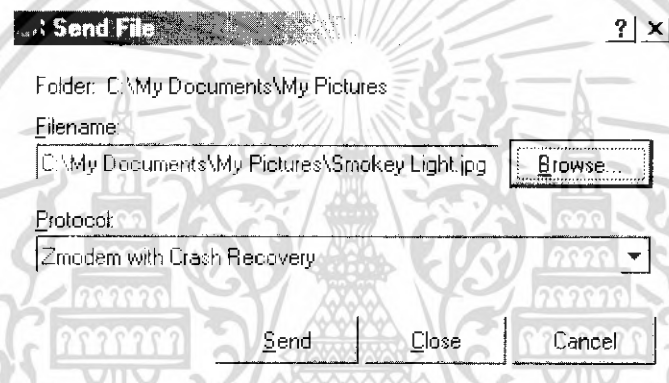 Send File
? ×
Folder: C:\My Documents\My Pictures
Filename:
C:\My Documents\My Pictures\Smokey Light.jpg
Browse...
Protocol:
Zmodem with Crash Recovery
Send Close Cancel